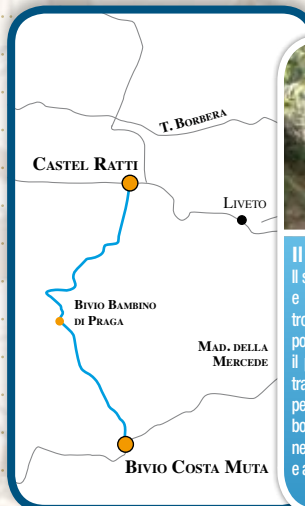 T. BORBERA
CASTEL RATTI
LIVETO
BIVIO BAMBINO
DI PRAGA
MAD. DELLA
MERCEDE
BIVIO COSTA MUTA
Il
Il s
e
tro
po
il p
tra
pe
bo
ne
e a